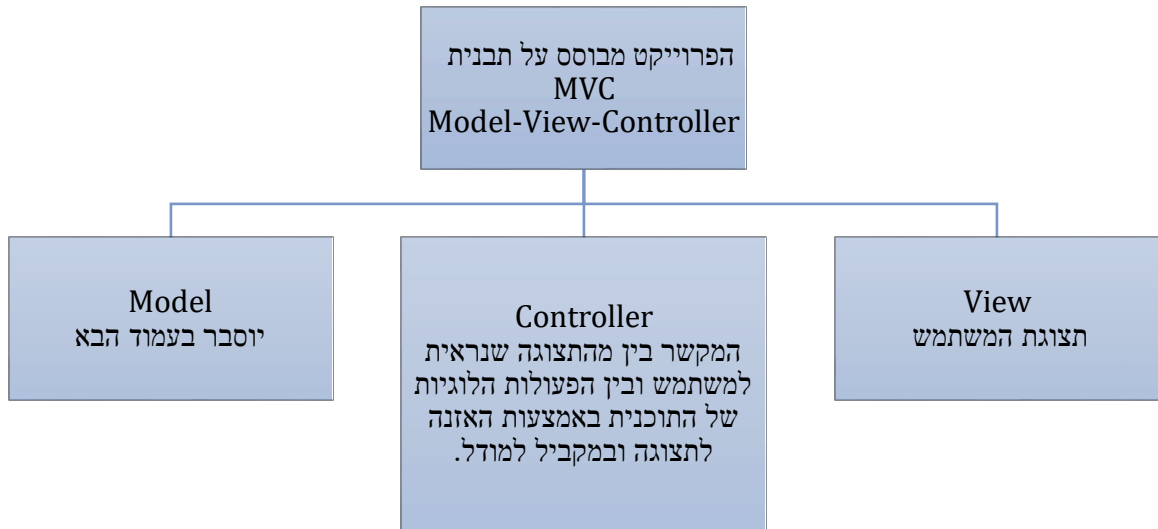 הפרוייקט מבוסס על תבנית
MVC
Model-View-Controller
View
תצוגת המשתמש
Controller
המקשר בין מהתצוגה שנראית
למשתמש ובין הפעולות הלוגיות
של התוכנית באמצעות האזנה
לתצוגה ובמקביל למודל.
Model
יוסבר בעמוד הבא